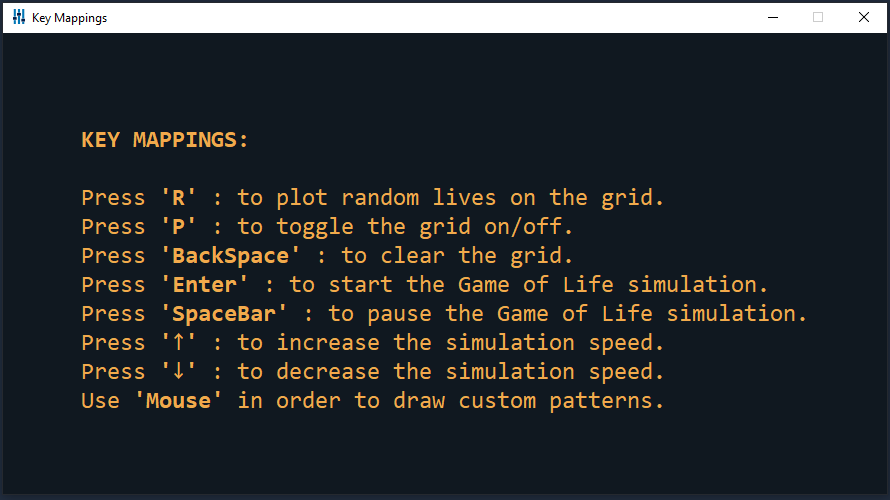 Key Mappings
KEY MAPPINGS:
Press 'R' : to plot random lives on the grid.
Press 'P' : to toggle the grid on/off.
Press 'BackSpace' : to clear the grid.
Press 'Enter' : to start the Game of Life simulation.
Press 'SpaceBar' : to pause the Game of Life simulation.
Press '↑' : to increase the simulation speed.
Press '↓' : to decrease the simulation speed.
Use 'Mouse' in order to draw custom patterns.